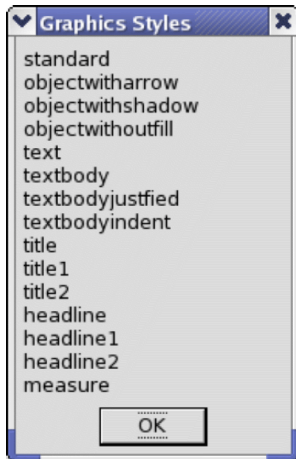 Graphics Styles
standard
objectwitharrow
objectwithshadow
objectwithoutfill
text
textbody
textbodyjustfied
textbodyindent
title
title1
title2
headline
headline1
headline2
measure
OK